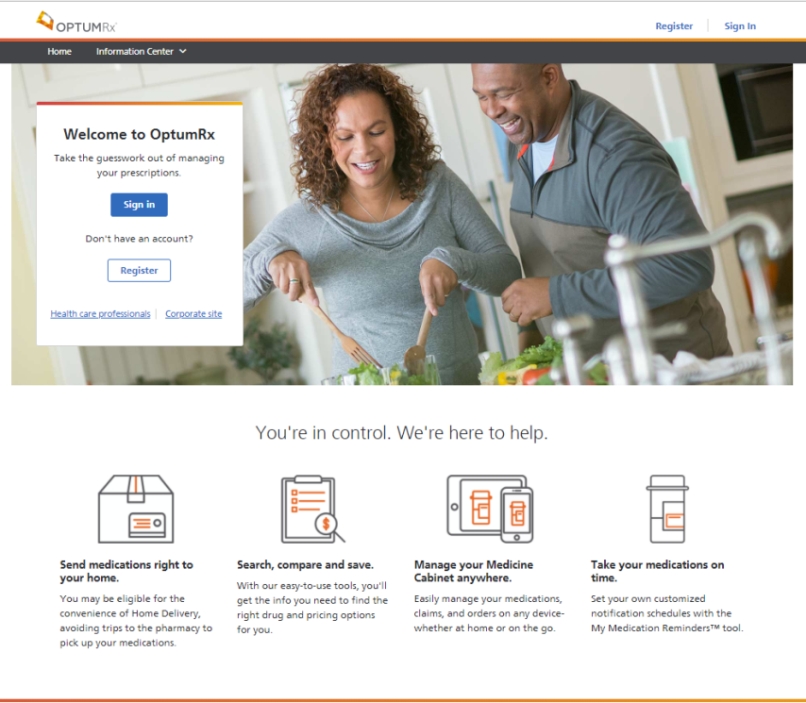 OPTUMRx
Register
Sign In
Home
Information Center
Welcome to OptumRx
Take the guesswork out of managing
your prescriptions.
Sign in
Don't have an account?
Register
Health care professionals
Corporate site
You're in control. We're here to help.
Send medications right to
your home.
You may be eligible for the
convenience of Home Delivery,
avoiding trips to the pharmacy to
pick up your medications.
Search, compare and save.
With our easy-to-use tools, you'll
get the info you need to find the
right drug and pricing options
for you.
Manage your Medicine
Cabinet anywhere.
Easily manage your medications,
claims, and orders on any device-
whether at home or on the go.
Take your medications on
time.
Set your own customized
notification schedules with the
My Medication Reminders™ tool.